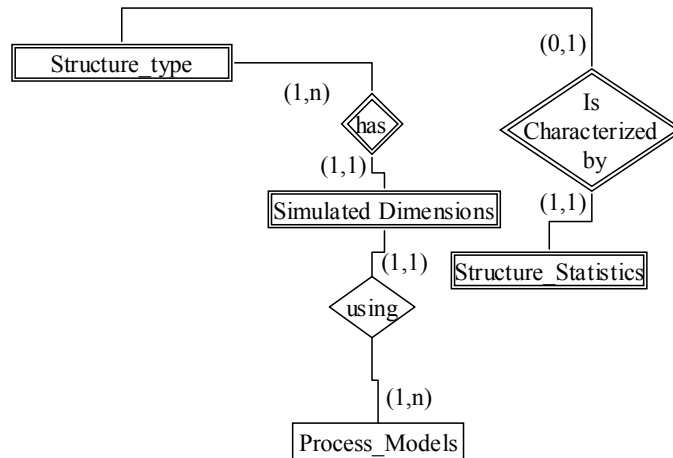 (0,1)
Structure_type
(1,n)
Is
Characterized
by
has
(1,1)
(1,1)
Simulated Dimensions
(1,1)
Structure_Statistics
using
(1,n)
Process_Models